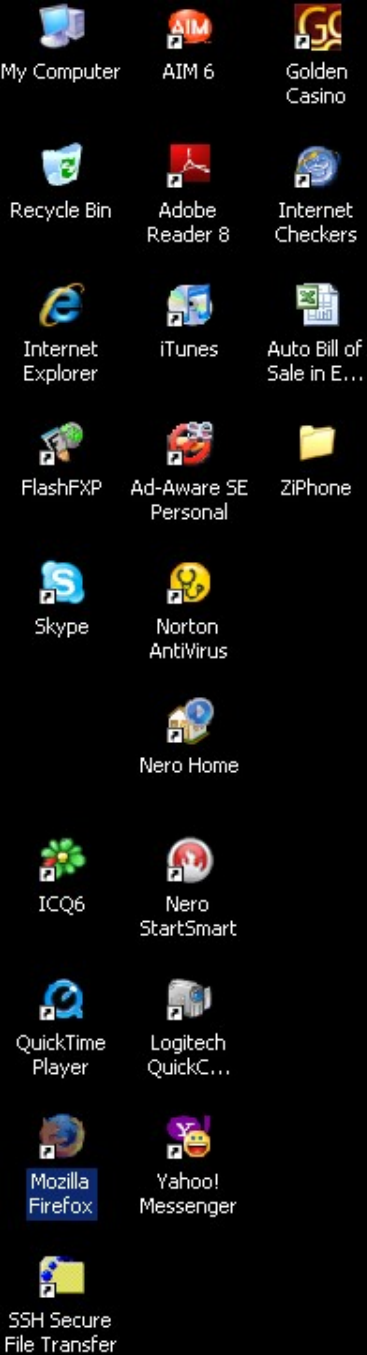 My Computer
AIM
AIM 6
GC
Golden
Casino
Recycle Bin
Adobe
Reader 8
Internet
Checkers
Internet
Explorer
iTunes
Auto Bill of
Sale in E...
FlashFXP
Ad-Aware SE
Personal
ZiPhone
Skype
Norton
AntiVirus
Nero Home
ICQ6
Nero
StartSmart
QuickTime
Player
Logitech
QuickC...
Mozilla
Firefox
Yahoo!
Messenger
SSH Secure
File Transfer